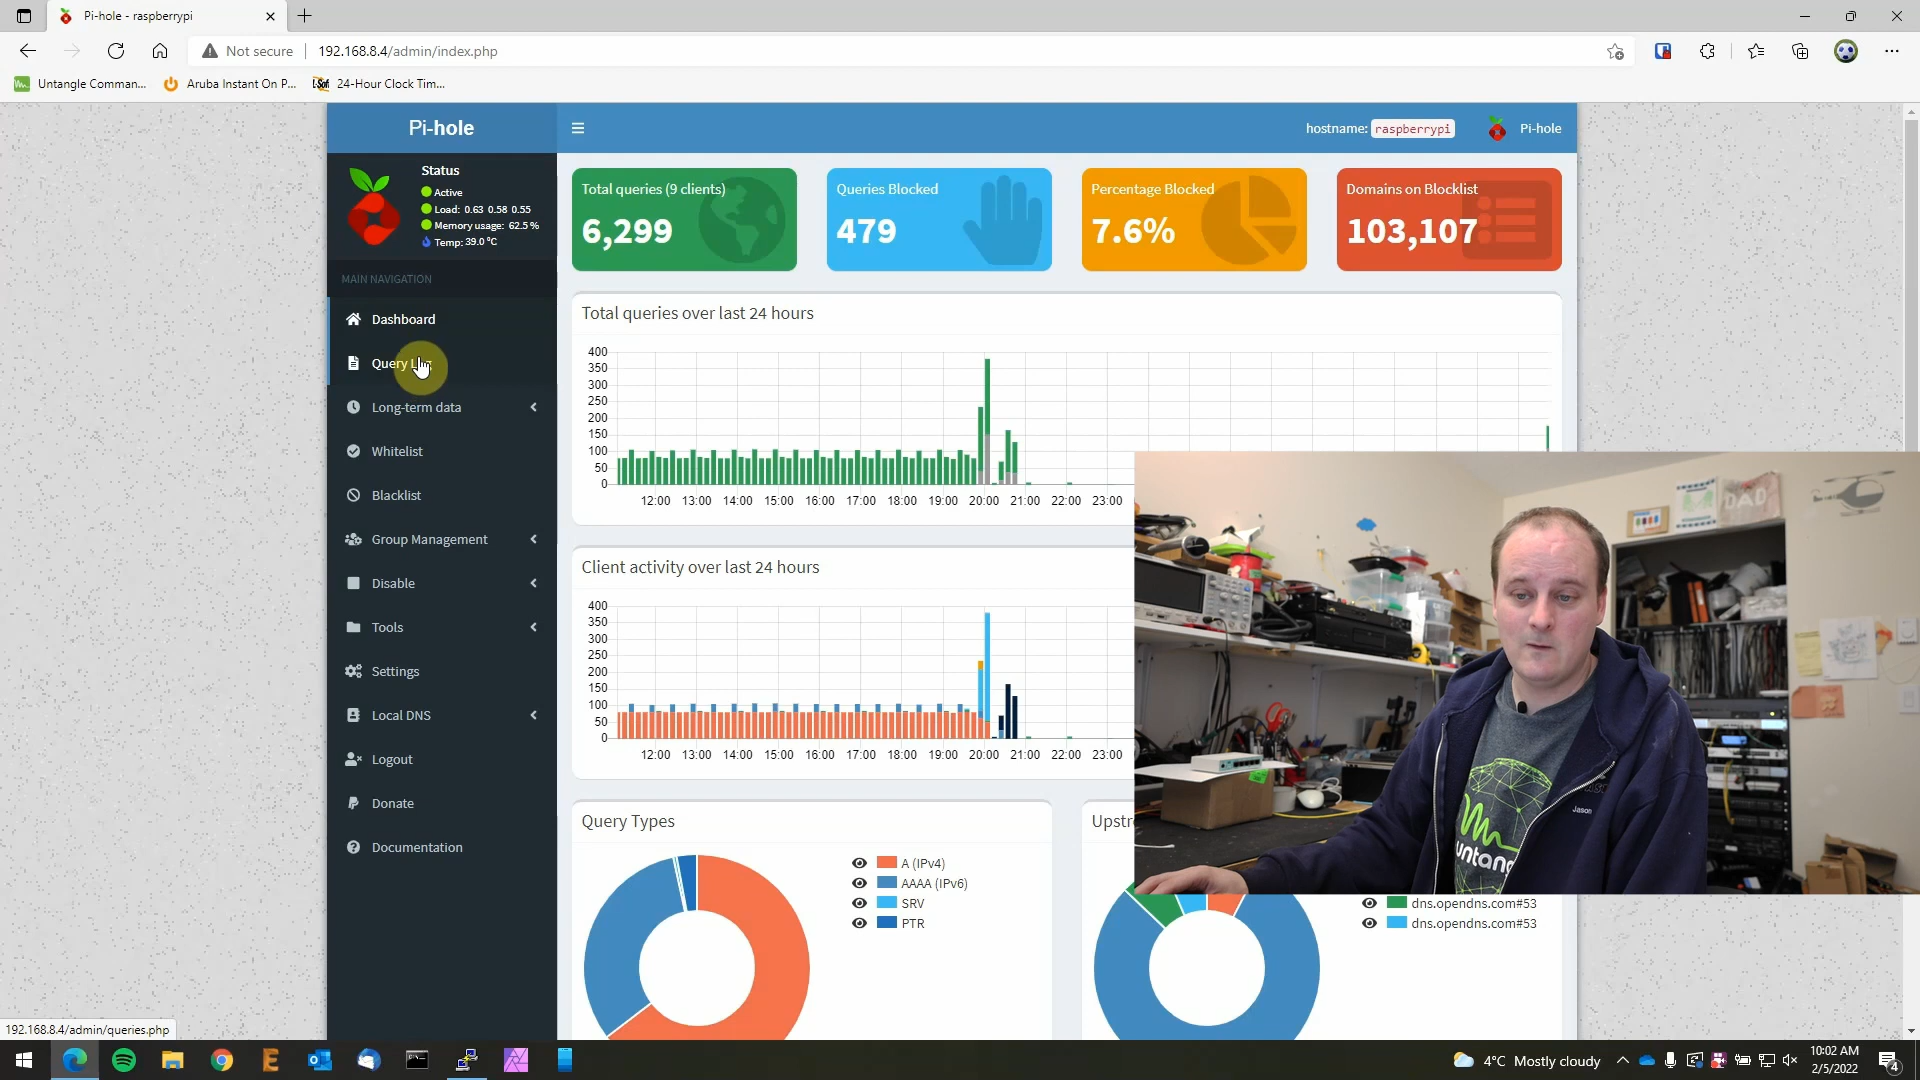 Pi-hole - raspberrypi
Not secure
192.168.8.4/admin/index.php
Untangle Comman...
Aruba Instant On P...
24-Hour Clock Tim...
Pi-hole
hostname: raspberrypi
Pi-hole
Status
Active
Load: 0.63 0.58 0.55
Memory usage: 62.5 %
Temp: 39.0 °C
MAIN NAVIGATION
Dashboard
Query
Long-term data
Whitelist
Blacklist
Group Management
Disable
Tools
Settings
Local DNS
Logout
Donate
Documentation
Total queries (9 clients)
6,299
Queries Blocked
479
Percentage Blocked
7.6%
Domains on Blocklist
103,107
Total queries over last 24 hours
400
350
300
250
200
150
100
50
0
12:00 13:00 14:00 15:00 16:00 17:00 18:00 19:00 20:00 21:00 22:00 23:00
Client activity over last 24 hours
400
350
300
250
200
150
100
50
0
12:00 13:00 14:00 15:00 16:00 17:00 18:00 19:00 20:00 21:00 22:00 23:00
Query Types
A (IPv4)
AAAA (IPv6)
SRV
PTR
dns.opendns.com#53
dns.opendns.com#53
DAD
Jason
untang
192.168.8.4/admin/queries.php
4°C Mostly cloudy
10:02 AM
2/5/2022
4